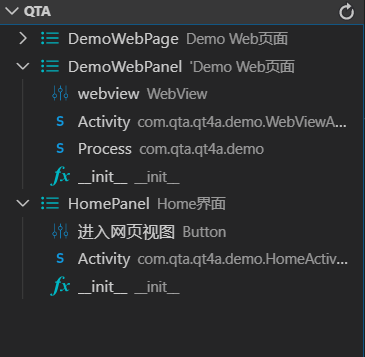 QTA
DemoWebPage Demo Web页面
DemoWebPanel 'Demo Web页面
webview WebView
S Activity com.qta.qt4a.demo.WebViewA...
S Process com.qta.qt4a.demo
fx __init__ __init__
HomePanel Home界面
进入网页视图 Button
S Activity com.qta.qt4a.demo.HomeActiv...
fx __init__ __init__